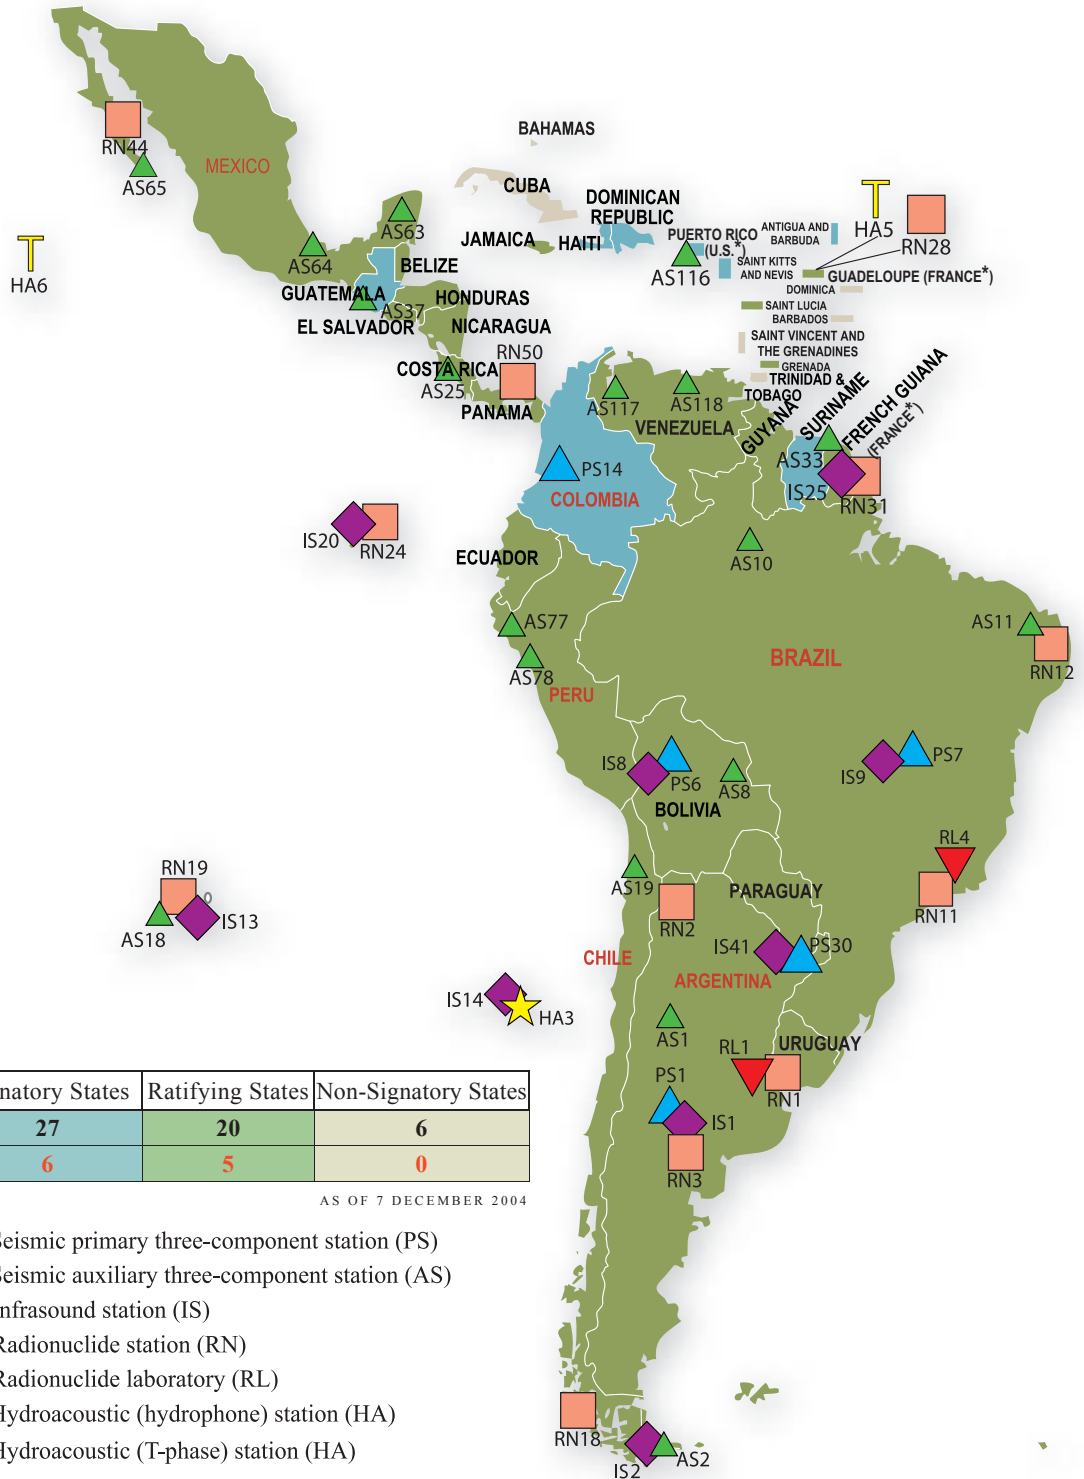 BAHAMAS
RN44
MEXICO
AS65
CUBA
DOMINICAN
REPUBLIC
HA5
RN28
AS63
JAMAICA
HAITI
PUERTO RICO
(U.S.*)
ANTIGUA AND
BARBUDA
AS64
BELIZE
AS116
SAINT KITTS
AND NEVIS
GUADELOUPE (FRANCE*)
HA6
GUATEMALA
AS37
HONDURAS
DOMINICA
SAINT LUCIA
BARBADOS
EL SALVADOR
NICARAGUA
SAINT VINCENT AND
THE GRENADINES
RN50
COSTA RICA
AS25
GRENADA
TRINIDAD &
TOBAGO
PANAMA
AS117
AS118
VENEZUELA
GUYANA
SURINAME
FRENCH GUIANA
(FRANCE*)
PS14
COLOMBIA
AS33
IS25
RN31
IS20
RN24
ECUADOR
AS10
AS77
AS11
AS78
BRAZIL
RN12
PERU
IS8
PS6
AS8
IS9
PS7
BOLIVIA
RL4
RN19
AS19
PARAGUAY
RN11
AS18
IS13
RN2
IS41
PS30
CHILE
ARGENTINA
IS14
HA3
AS1
URUGUAY
RL1
PS1
RN1
IS1
RN3
natory States Ratifying States Non-Signatory States
27 20 6
6 5 0
AS OF 7 DECEMBER 2004
Seismic primary three-component station (PS)
Seismic auxiliary three-component station (AS)
nfrasound station (IS)
Radionuclide station (RN)
Radionuclide laboratory (RL)
Hydroacoustic (hydrophone) station (HA)
Hydroacoustic (T-phase) station (HA)
RN18
IS2
AS2